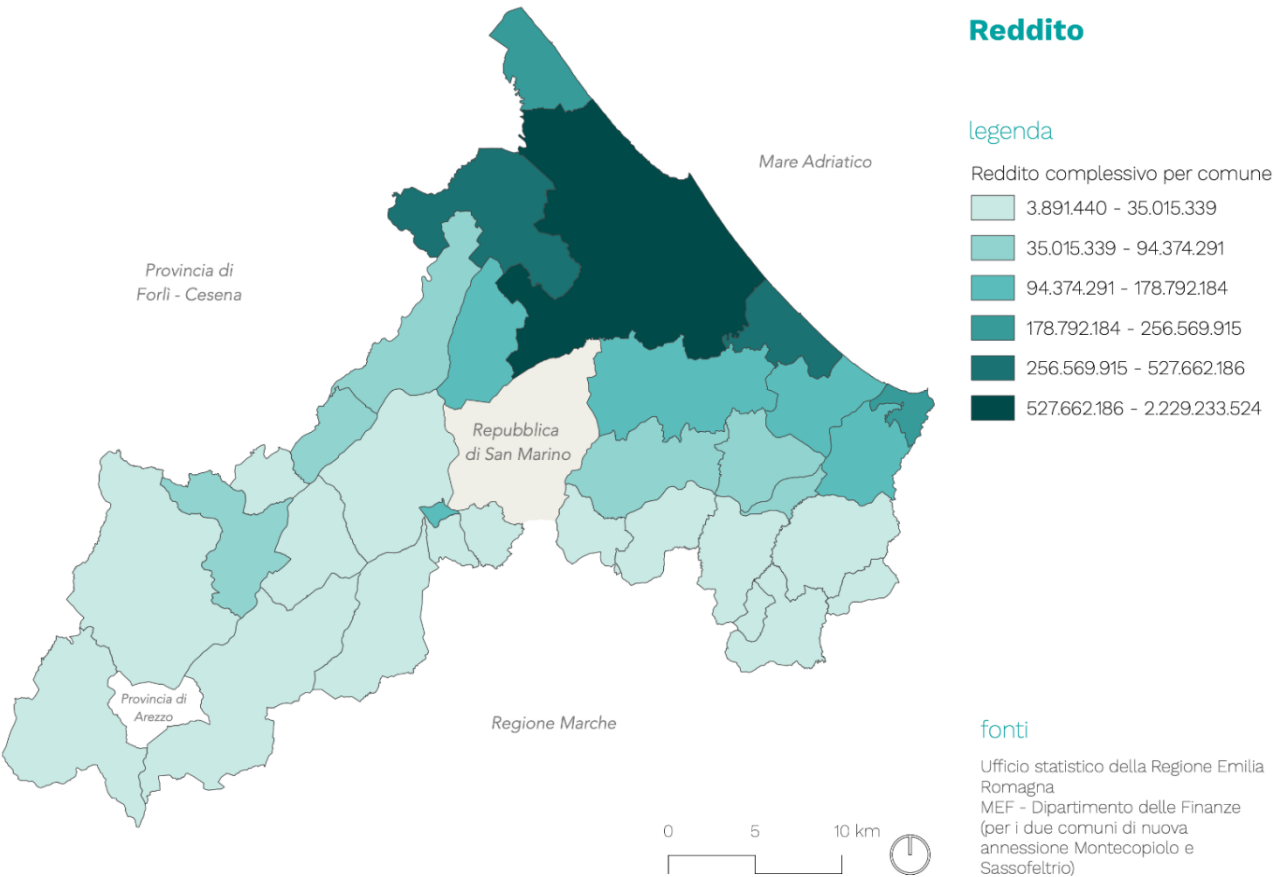 Reddito
legenda
Reddito complessivo per comune
3.891.440 - 35.015.339
35.015.339 - 94.374.291
94.374.291 - 178.792.184
178.792.184 - 256.569.915
256.569.915 - 527.662.186
527.662.186 - 2.229.233.524
Mare Adriatico
Provincia di
Forlì - Cesena
Repubblica
di San Marino
Provincia di
Arezzo
Regione Marche
0 5 10 km
fonti
Ufficio statistico della Regione Emilia
Romagna
MEF - Dipartimento delle Finanze
(per i due comuni di nuova
annessione Montecopiolo e
Sassofeltrio)